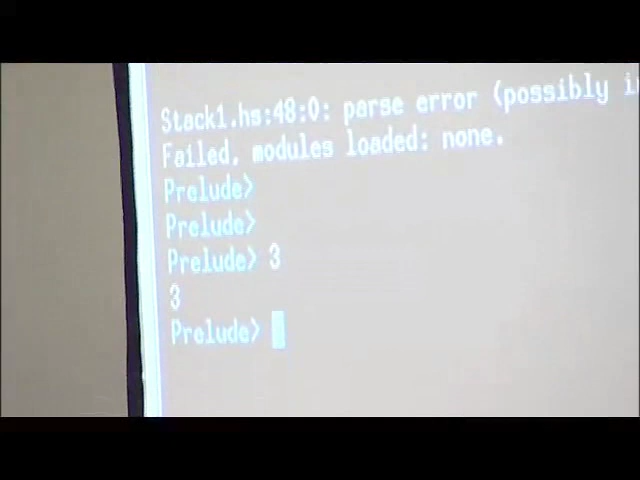 Stack1.hs:48:0: parse error (possibly
Failed, modules loaded: none.
Prelude>
Prelude>
Prelude> 3
3
Prelude>